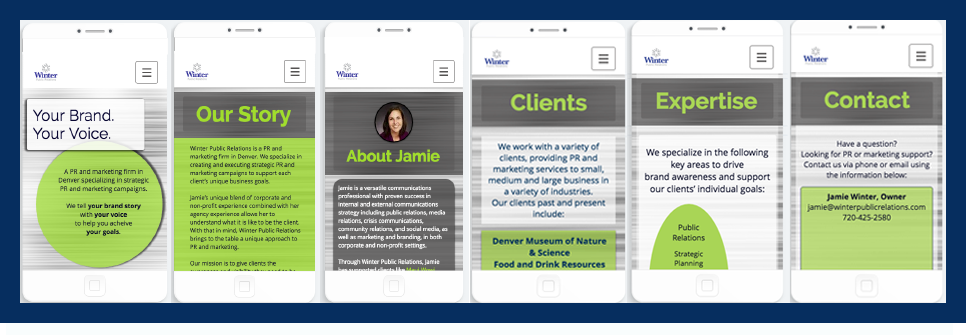 Winter
Your Brand.
Your Voice.
A PR and marketing firm in
Denver specializing in strategic
PR and marketing campaigns.
We tell your brand story
with your voice
to help you acheive
your goals.
Winter
Our Story
Winter Public Relations is a PR and
marketing firm in Denver. We specialize in
creating and executing strategic PR and
marketing campaigns to support each
client's unique business goals.
Jamie's unique blend of corporate and
non-profit experience combined with her
agency experience allows her to
understand what it is like to be the client.
With that in mind, Winter Public Relations
brings to the table a unique approach to
PR and marketing.
Our mission is to give clients the
Winter
About Jamie
Jamie is a versatile communications
professional with proven success in
internal and external communications
strategy including public relations, media
relations, crisis communications,
community relations, and social media, as
well as marketing and branding, in both
corporate and non-profit settings.
Through Winter Public Relations, Jamie
has supported clients like
Winter
Clients
We work with a variety of
clients, providing PR and
marketing services to small,
medium and large business in
a variety of industries.
Our clients past and present
include:
Denver Museum of Nature
& Science
Food and Drink Resources
Winter
Expertise
We specialize in the following
key areas to drive
brand awareness and support
our clients' individual goals:
Public
Relations
Strategic
Planning
Winter
Contact
Have a question?
Looking for PR or marketing support?
Contact us via phone or email using
the information below:
Jamie Winter, Owner
jamie@winterpublicrelations.com
720-425-2580